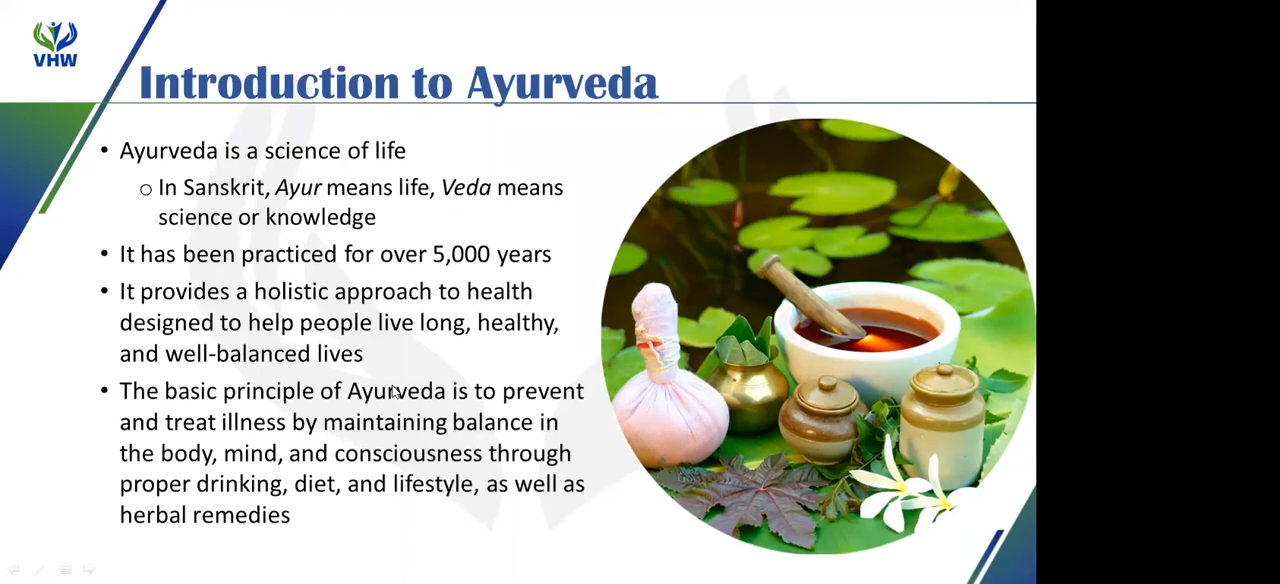 VHW
Introduction to Ayurveda
• Ayurveda is a science of life
o In Sanskrit, Ayur means life, Veda means
science or knowledge
• It has been practiced for over 5,000 years
• It provides a holistic approach to health
designed to help people live long, healthy,
and well-balanced lives
• The basic principle of Ayurveda is to prevent
and treat illness by maintaining balance in
the body, mind, and consciousness through
proper drinking, diet, and lifestyle, as well as
herbal remedies